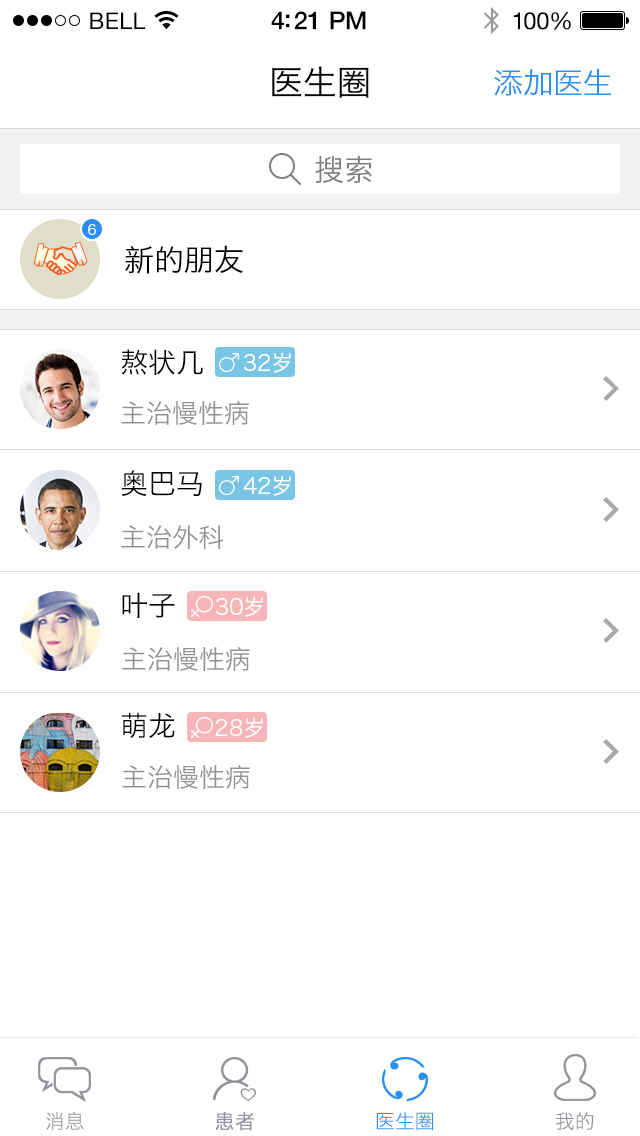 BELL 4:21 PM 100%
医生圈 添加医生
搜索
6
新的朋友
熬状几 32岁
主治慢性病
奥巴马 42岁
主治外科
叶子 30岁
主治慢性病
萌龙 28岁
主治慢性病
消息 患者 医生圈 我的